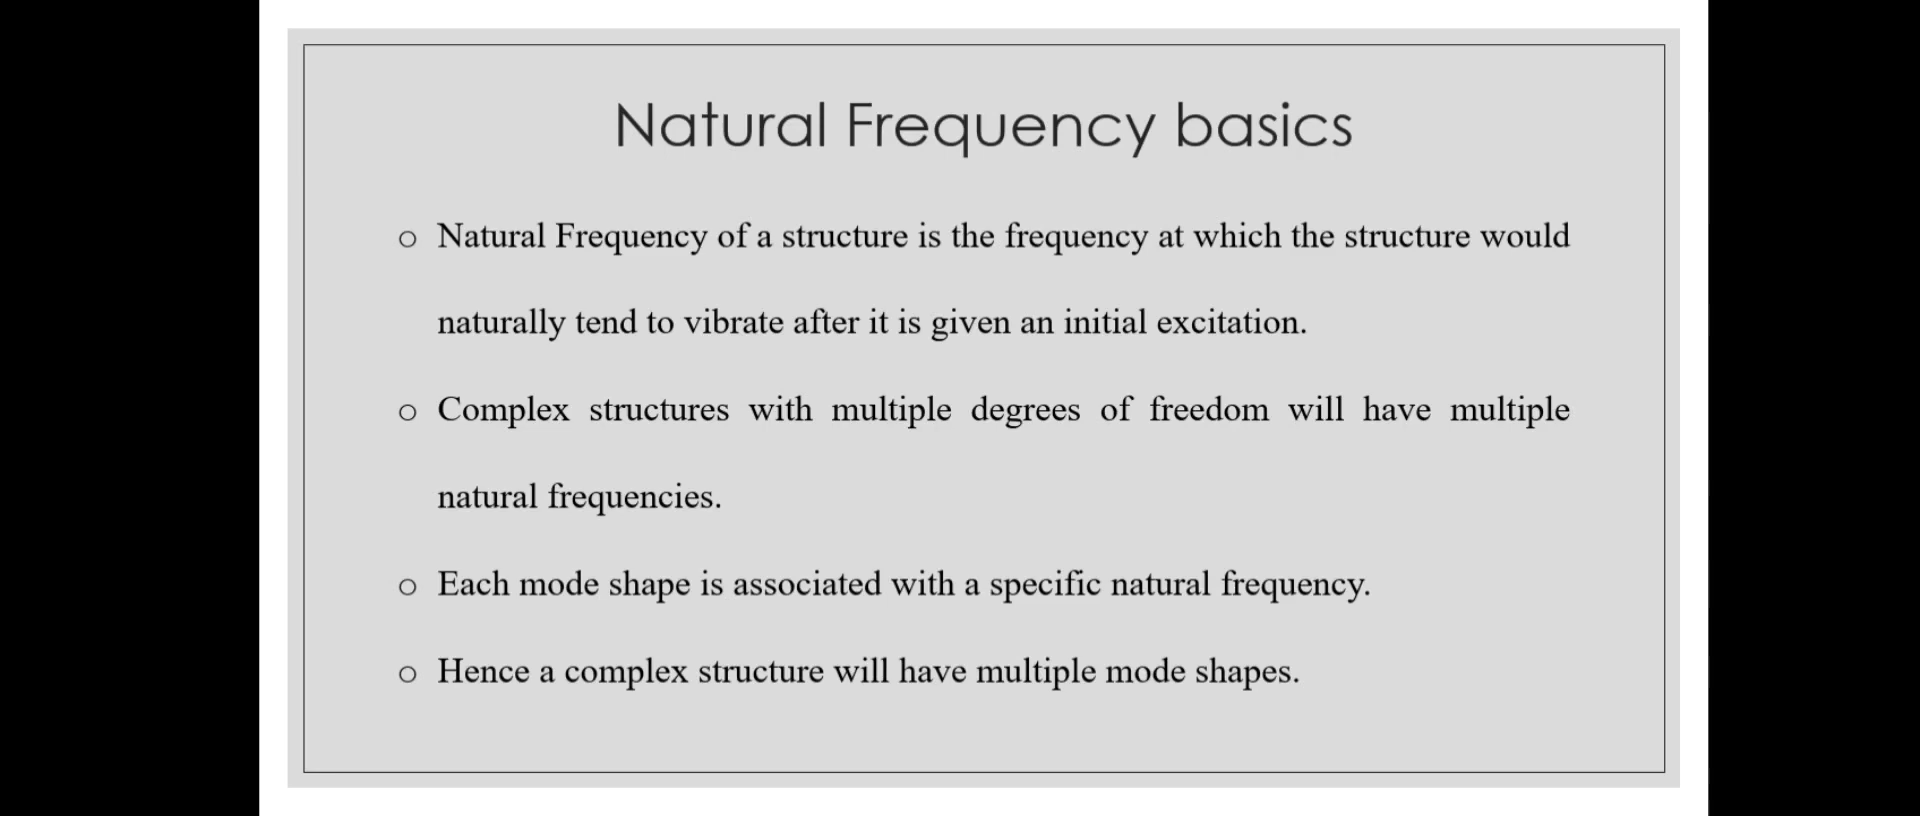 Natural Frequency basics
○ Natural Frequency of a structure is the frequency at which the structure would
naturally tend to vibrate after it is given an initial excitation.
○ Complex structures with multiple degrees of freedom will have multiple
natural frequencies.
○ Each mode shape is associated with a specific natural frequency.
○ Hence a complex structure will have multiple mode shapes.